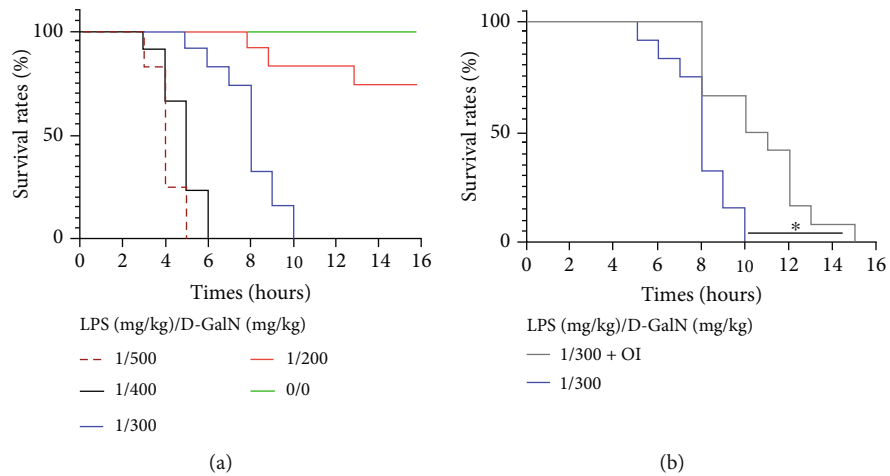 100
50
0
Survival rates (%)
0 2 4 6 8 10 12 14 16
Times (hours)
LPS (mg/kg)/D-GalN (mg/kg)
1/500
1/400
1/300
1/200
0/0
(a)
100
50
0
Survival rates (%)
*
0 2 4 6 8 10 12 14 16
Times (hours)
LPS (mg/kg)/D-GalN (mg/kg)
1/300 + OI
1/300
(b)